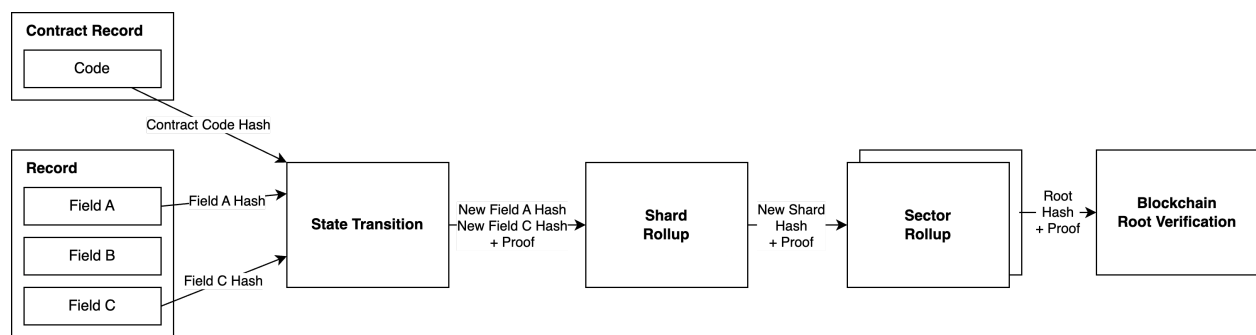 Contract Record
Code
Contract Code Hash
Record
Field A
Field A Hash
Field B
Field C
Field C Hash
State Transition
New Field A Hash
New Field C Hash
+ Proof
Shard
Rollup
New Shard
Hash
+ Proof
Sector
Rollup
Root
Hash
+ Proof
Blockchain
Root Verification